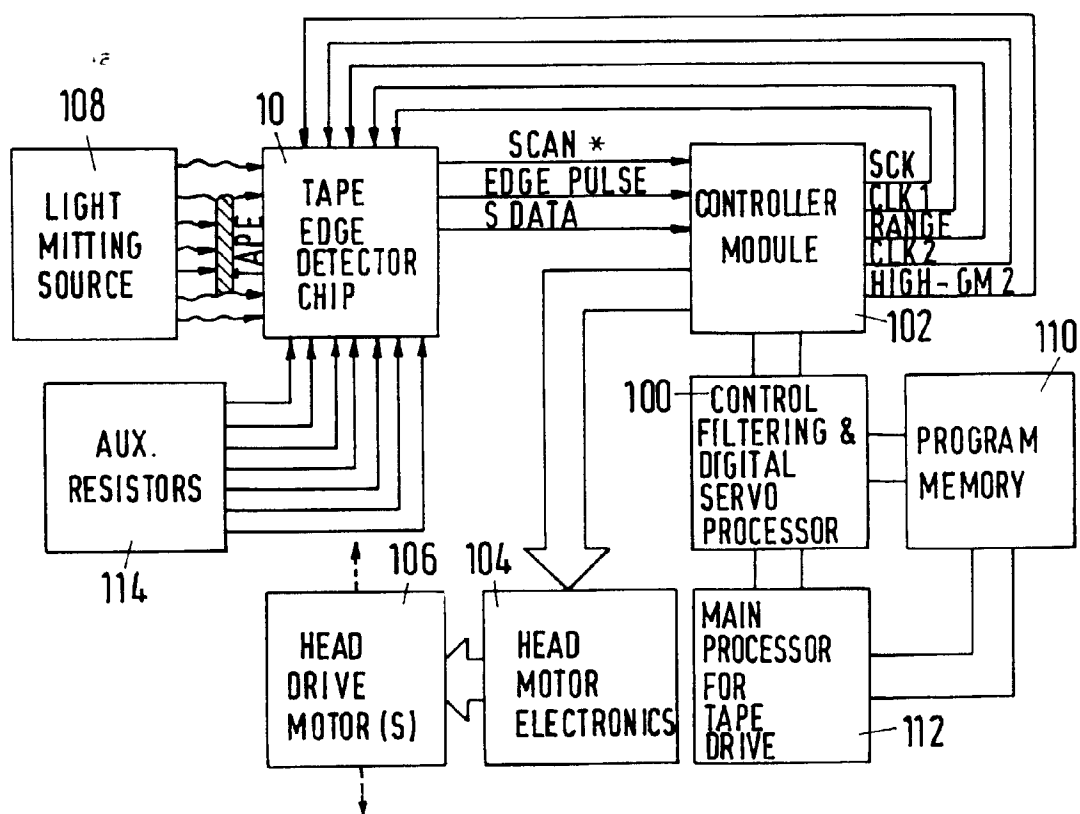 108
LIGHT
MITTING
SOURCE
TAPE
10
TAPE
EDGE
DETECTOR
CHIP
SCAN *
EDGE PULSE
S DATA
CONTROLLER
MODULE
SCK
CLK 1
RANGE
CLK 2
HIGH-GM 2
102
AUX.
RESISTORS
114
100
CONTROL
FILTERING &
DIGITAL
SERVO
PROCESSOR
110
PROGRAM
MEMORY
106
HEAD
DRIVE
MOTOR (S)
104
HEAD
MOTOR
ELECTRONICS
MAIN
PROCESSOR
FOR
TAPE
DRIVE
112